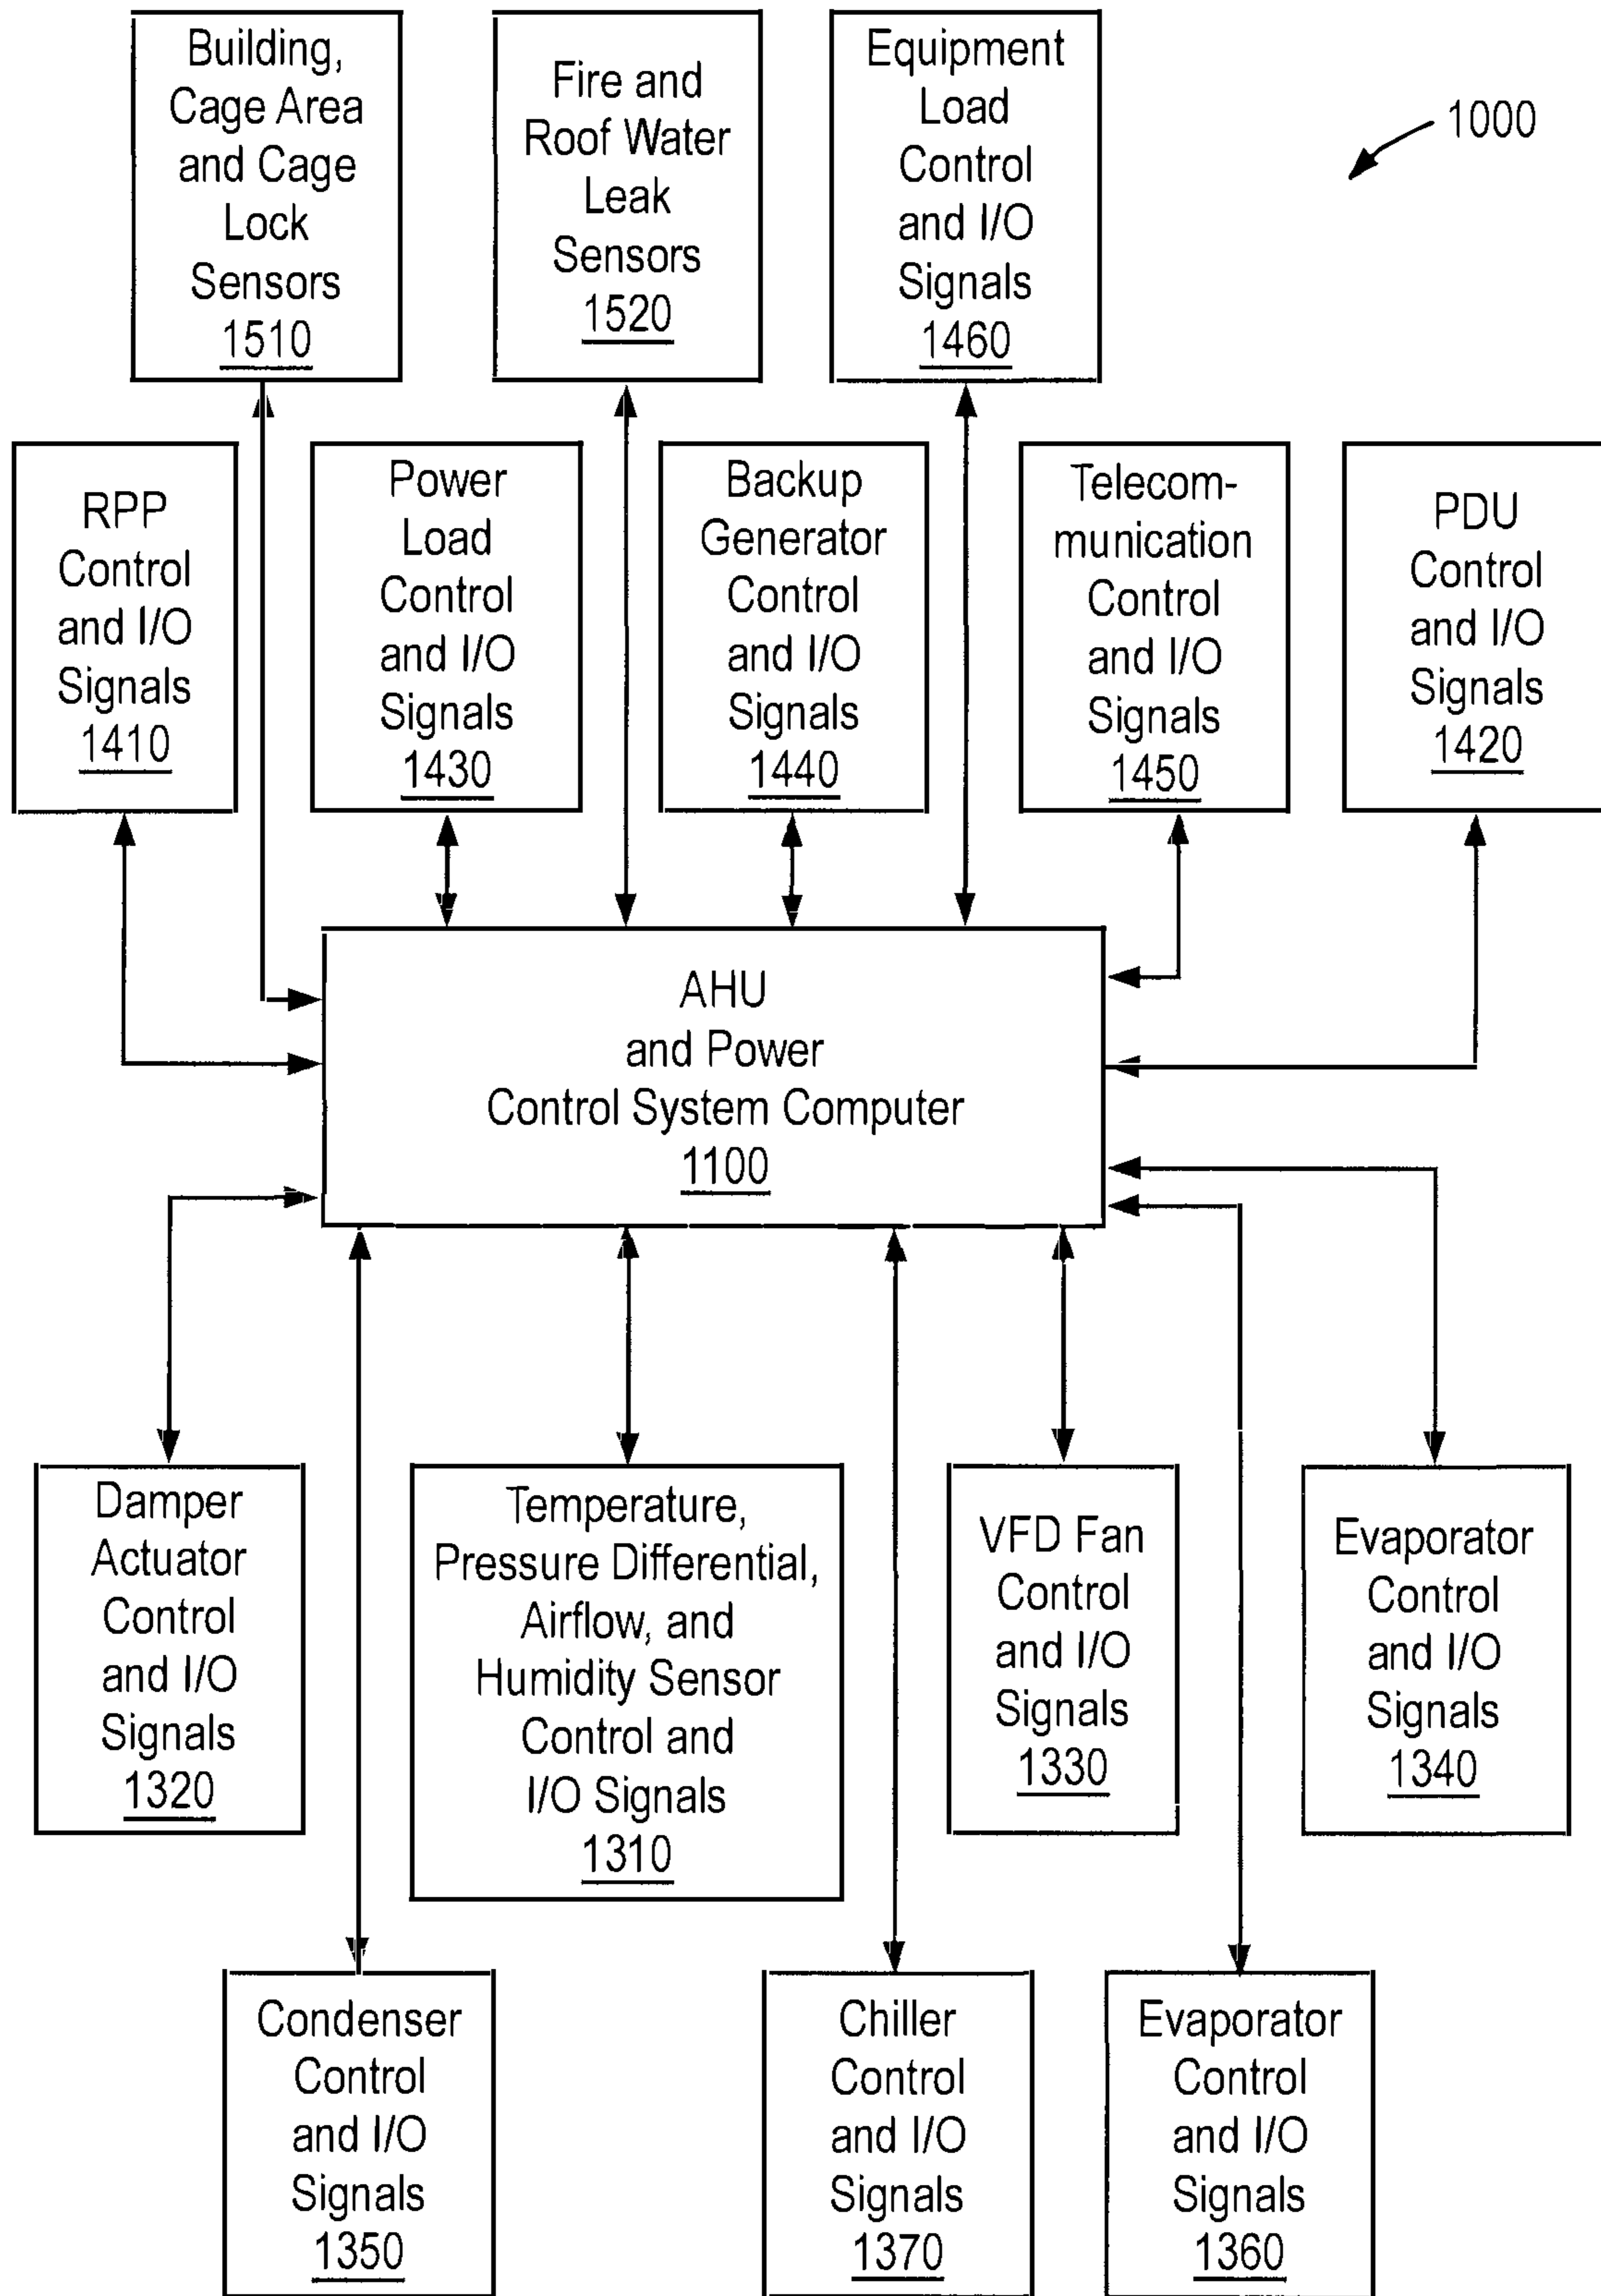 Building,
Cage Area
and Cage
Lock
Sensors
1510
Fire and
Roof Water
Leak
Sensors
1520
Equipment
Load
Control
and I/O
Signals
1460
1000
RPP
Control
and I/O
Signals
1410
Power
Load
Control
and I/O
Signals
1430
Backup
Generator
Control
and I/O
Signals
1440
Telecom-
munication
Control
and I/O
Signals
1450
PDU
Control
and I/O
Signals
1420
AHU
and Power
Control System Computer
1100
Damper
Actuator
Control
and I/O
Signals
1320
Temperature,
Pressure Differential,
Airflow, and
Humidity Sensor
Control and
I/O Signals
1310
VFD Fan
Control
and I/O
Signals
1330
Evaporator
Control
and I/O
Signals
1340
Condenser
Control
and I/O
Signals
1350
Chiller
Control
and I/O
Signals
1370
Evaporator
Control
and I/O
Signals
1360